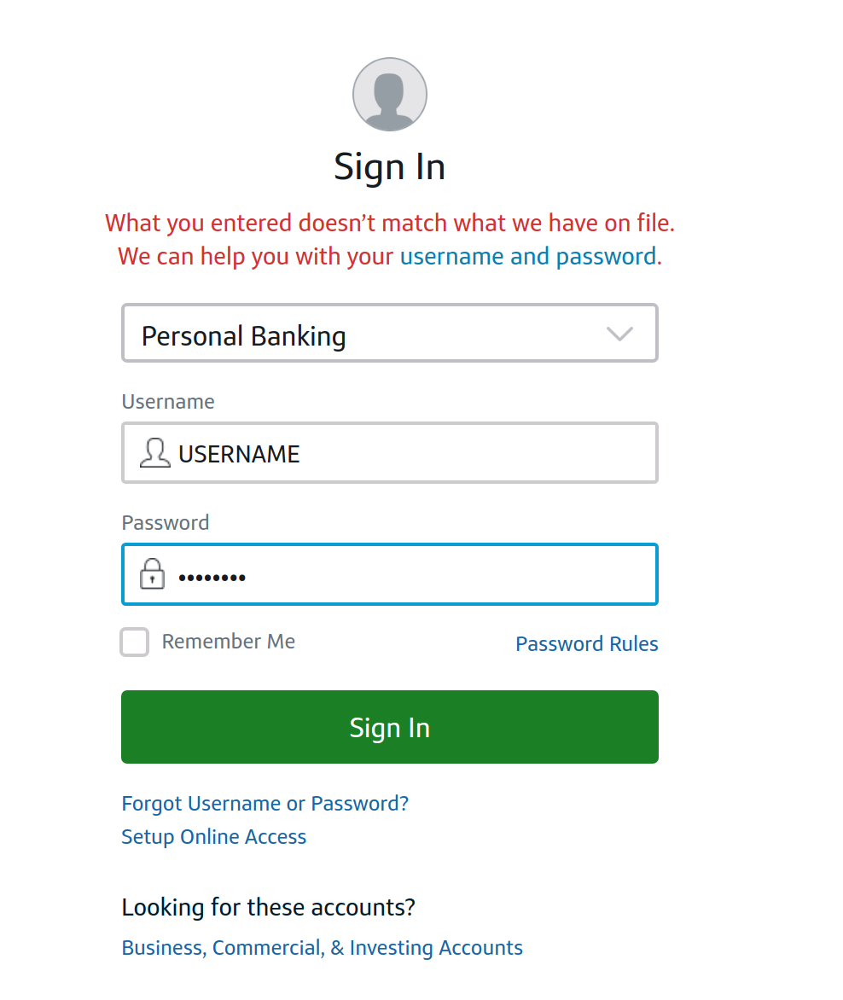 Sign In
What you entered doesn’t match what we have on file.
We can help you with your username and password.
Personal Banking
Username
USERNAME
Password
••••••••
Remember Me
Password Rules
Sign In
Forgot Username or Password?
Setup Online Access
Looking for these accounts?
Business, Commercial, & Investing Accounts